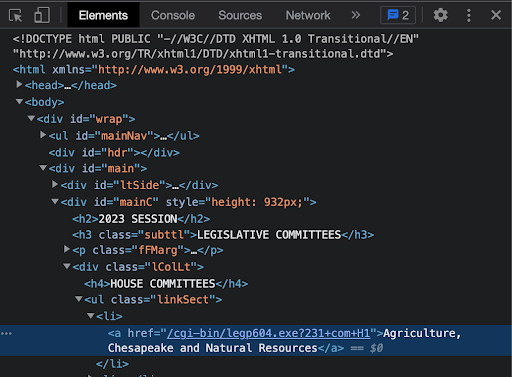 Elements Console Sources Network » 2
<!DOCTYPE html PUBLIC "-//W3C//DTD XHTML 1.0 Transitional//EN"
"http://www.w3.org/TR/xhtml1/DTD/xhtml1-transitional.dtd">
<html xmlns="http://www.w3.org/1999/xhtml">
<head>…</head>
<body>
<div id="wrap">
<ul id="mainNav">…</ul>
<div id="hdr"></div>
<div id="main">
<div id="ltSide">…</div>
<div id="mainC" style="height: 932px;">
<h2>2023 SESSION</h2>
<h3 class="subttl">LEGISLATIVE COMMITTEES</h3>
<p class="fFMarg">…</p>
<div class="lColLt">
<h4>HOUSE COMMITTEES</h4>
<ul class="linkSect">
<li>
<a href="/cgi-bin/legp604.exe?231+com+H1">Agriculture,
Chesapeake and Natural Resources</a> == $0
</li>